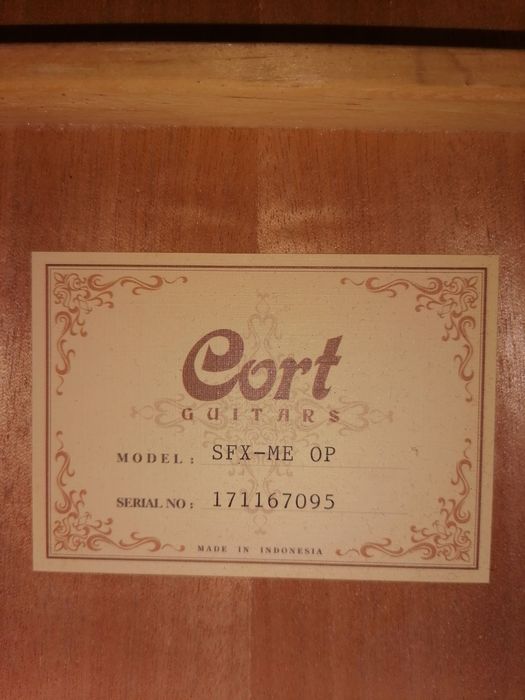 Cort
GUITARS
MODEL: SFX-ME OP
SERIAL NO: 171167095
MADE IN INDONESIA